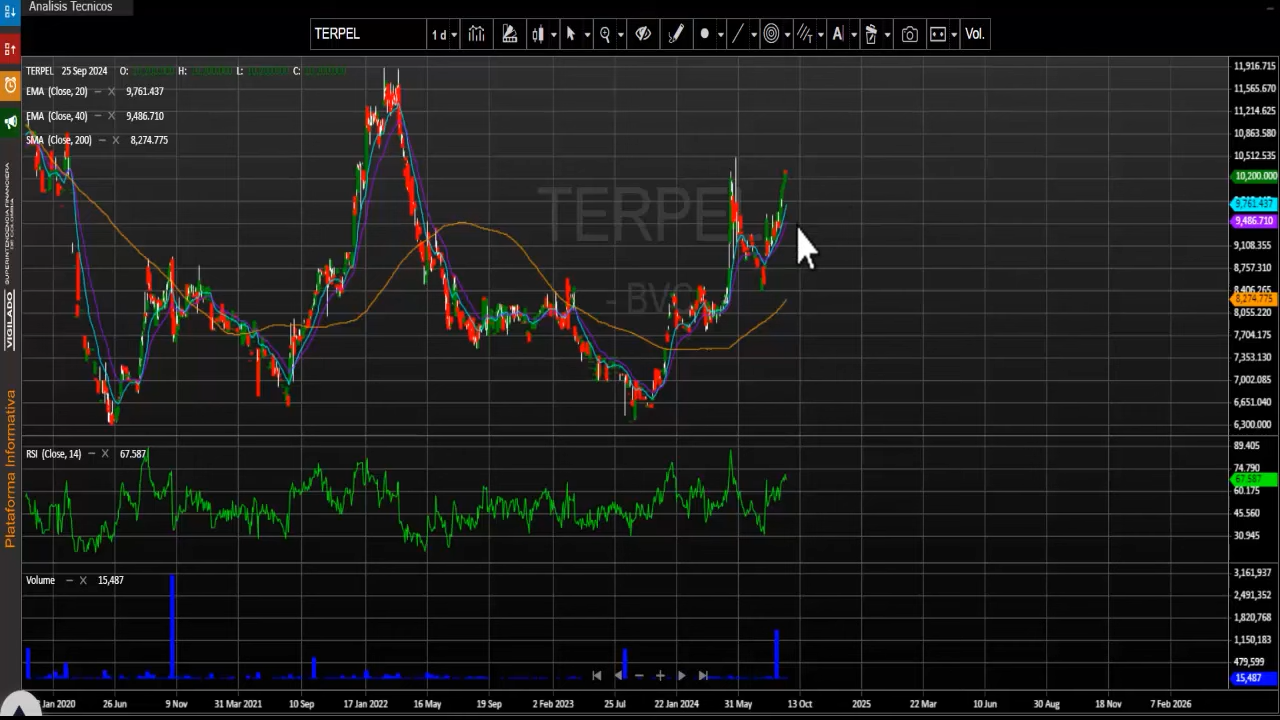 Analisis Tecnicos
TERPEL 1 d Vol.
TERPEL 25 Sep 2024 O: H: L: C:
EMA (Close, 20) – X 9,761.437
EMA (Close, 40) – X 9,486.710
SMA (Close, 200) – X 8,274.775
TERPEL
- BVC
11,916.715
11,565.670
11,214.625
10,863.580
10,512.535
10,200.000
9,761.437
9,486.710
9,108.355
8,757.310
8,406.265
8,274.775
8,055.220
7,704.175
7,353.130
7,002.085
6,651.040
6,300.000
RSI (Close, 14) – X 67.587
89.405
74.790
67.587
60.175
45.560
30.945
Volume – X 15,487
3,161,937
2,491,352
1,820,768
1,150,183
479,599
15,487
Jan 2020 26 Jun 9 Nov 31 Mar 2021 10 Sep 17 Jan 2022 16 May 19 Sep 2 Feb 2023 25 Jul 22 Jan 2024 31 May 13 Oct 2025 22 Mar 10 Jun 30 Aug 18 Nov 7 Feb 2026
VIGILADO SUPERINTENDENCIA FINANCIERA DE COLOMBIA
Plataforma Informativa